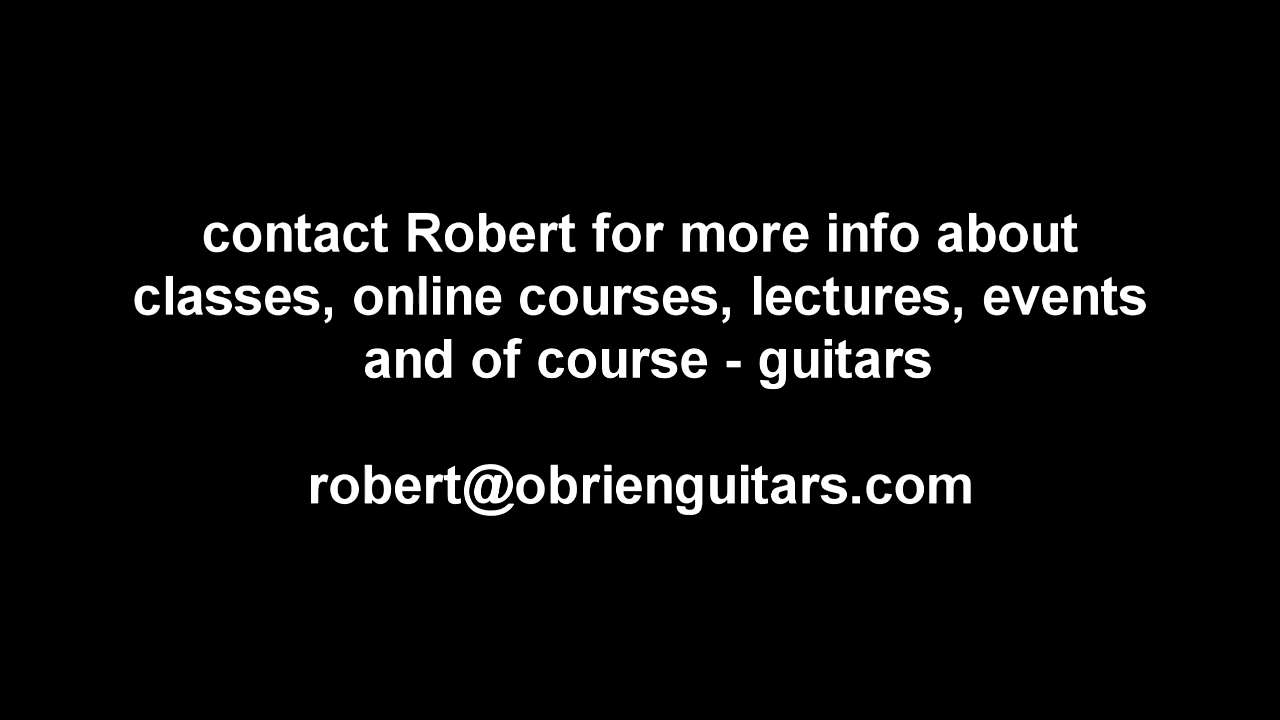 contact Robert for more info about
classes, online courses, lectures, events
and of course - guitars
robert@obrienguitars.com